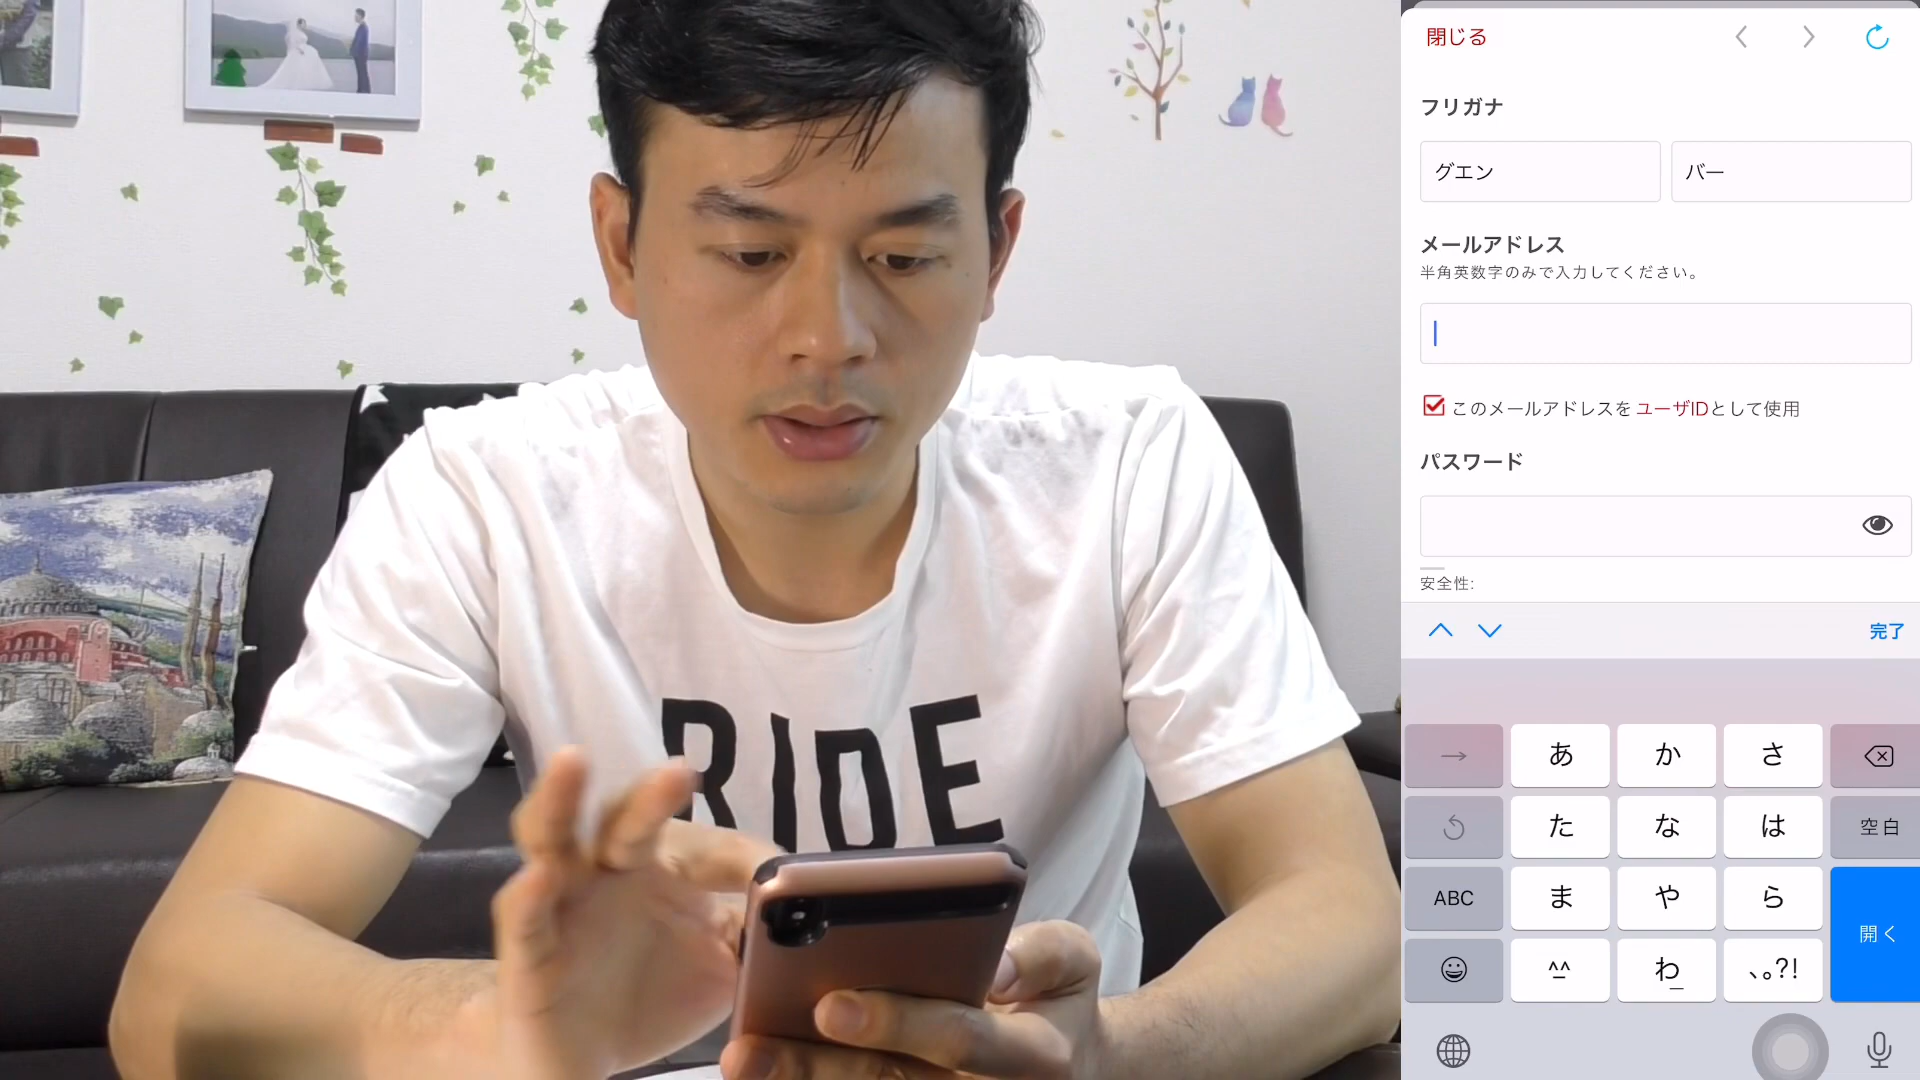 閉じる
フリガナ
グエン バー
メールアドレス
半角英数字のみで入力してください。
このメールアドレスをユーザIDとして使用
パスワード
安全性:
完了
→ あ か さ
た な は 空白
ABC ま や ら
開く
^^ わ 、。?!
RIDE